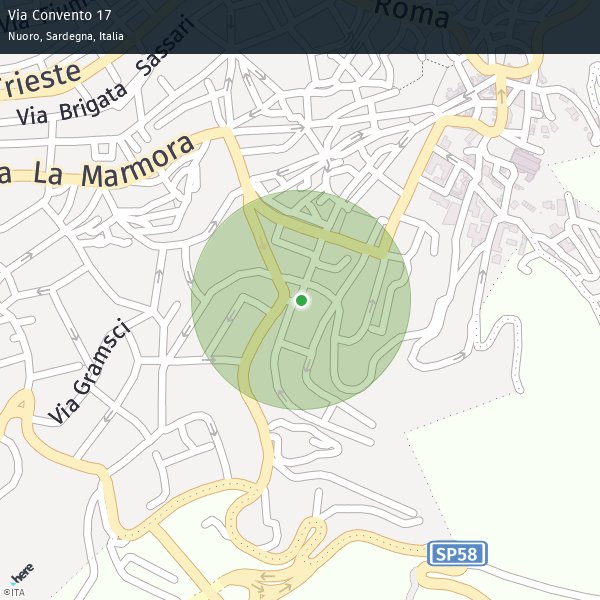 Via Convento 17
Nuoro, Sardegna, Italia
Roma
Trieste
Via Brigata Sassari
a La Marmora
Via Gramsci
SP58
here
©ITA